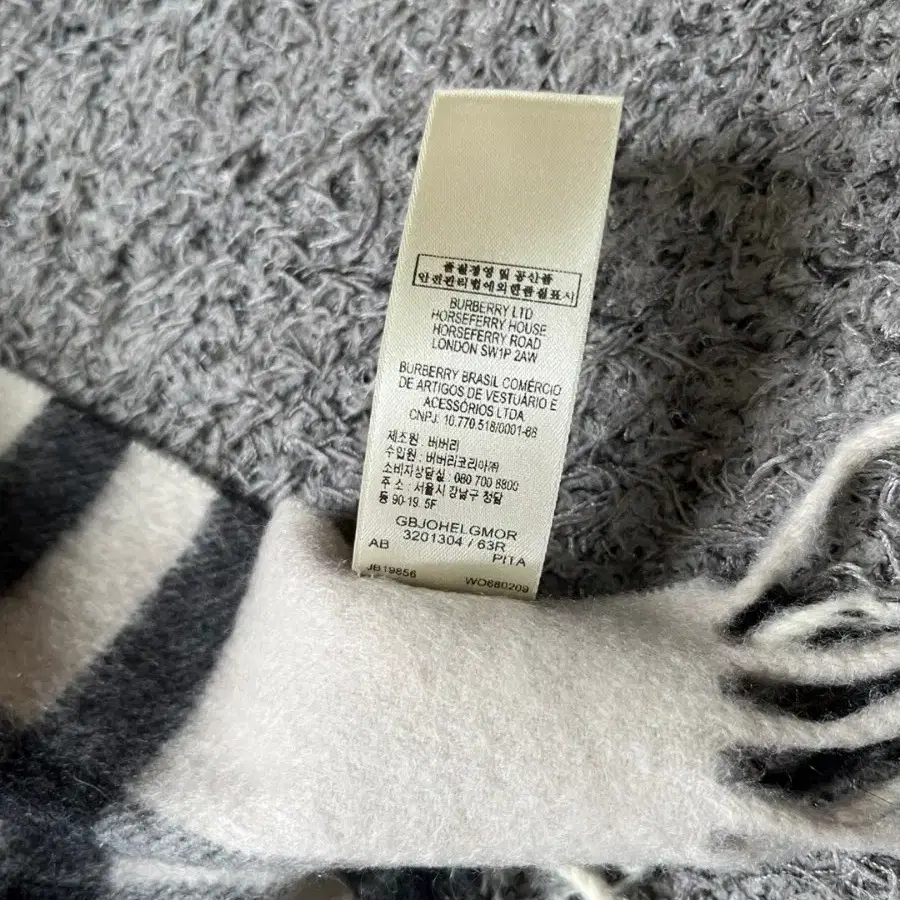 품질경영 및 공산품
안전관리법에의한품질표시
BURBERRY LTD
HORSEFERRY HOUSE
HORSEFERRY ROAD
LONDON SW1P 2AW
BURBERRY BRASIL COMÉRCIO
DE ARTIGOS DE VESTUÁRIO E
ACESSÓRIOS LTDA
CNPJ: 10.770.518/0001-88
제조원 : 버버리
수입원 : 버버리코리아㈜
소비자상담실 : 080 700 8800
주 소 : 서울시 강남구 청담
동 90-19. 5F
GBJOHELGMOR
3201304 / 63R
AB
PITA
JB19856 WO680209